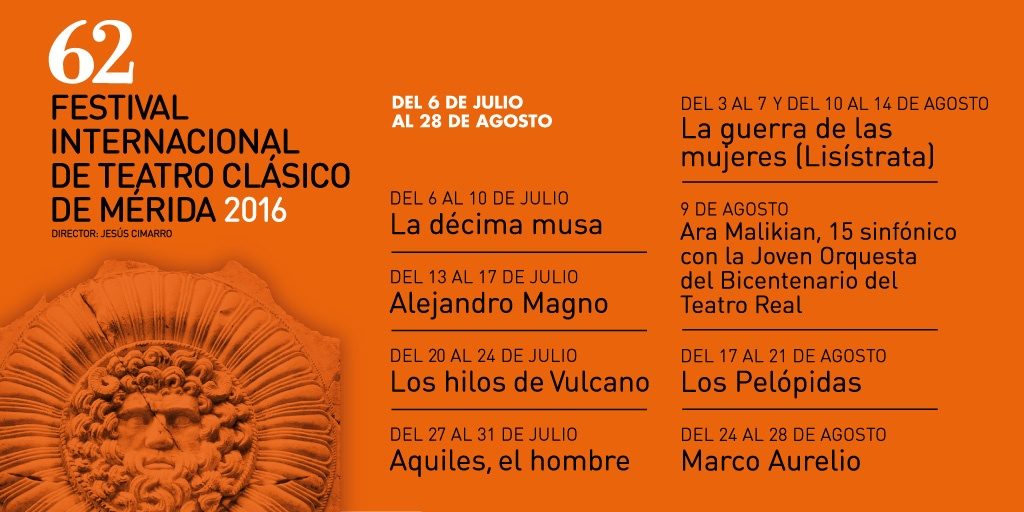 62
FESTIVAL
INTERNACIONAL
DE TEATRO CLÁSICO
DE MÉRIDA 2016
DIRECTOR: JESÚS CIMARRO
DEL 6 DE JULIO
AL 28 DE AGOSTO
DEL 6 AL 10 DE JULIO
La décima musa
DEL 13 AL 17 DE JULIO
Alejandro Magno
DEL 20 AL 24 DE JULIO
Los hilos de Vulcano
DEL 27 AL 31 DE JULIO
Aquiles, el hombre
DEL 3 AL 7 Y DEL 10 AL 14 DE AGOSTO
La guerra de las
mujeres (Lisístrata)
9 DE AGOSTO
Ara Malikian, 15 sinfónico
con la Joven Orquesta
del Bicentenario del
Teatro Real
DEL 17 AL 21 DE AGOSTO
Los Pelópidas
DEL 24 AL 28 DE AGOSTO
Marco Aurelio